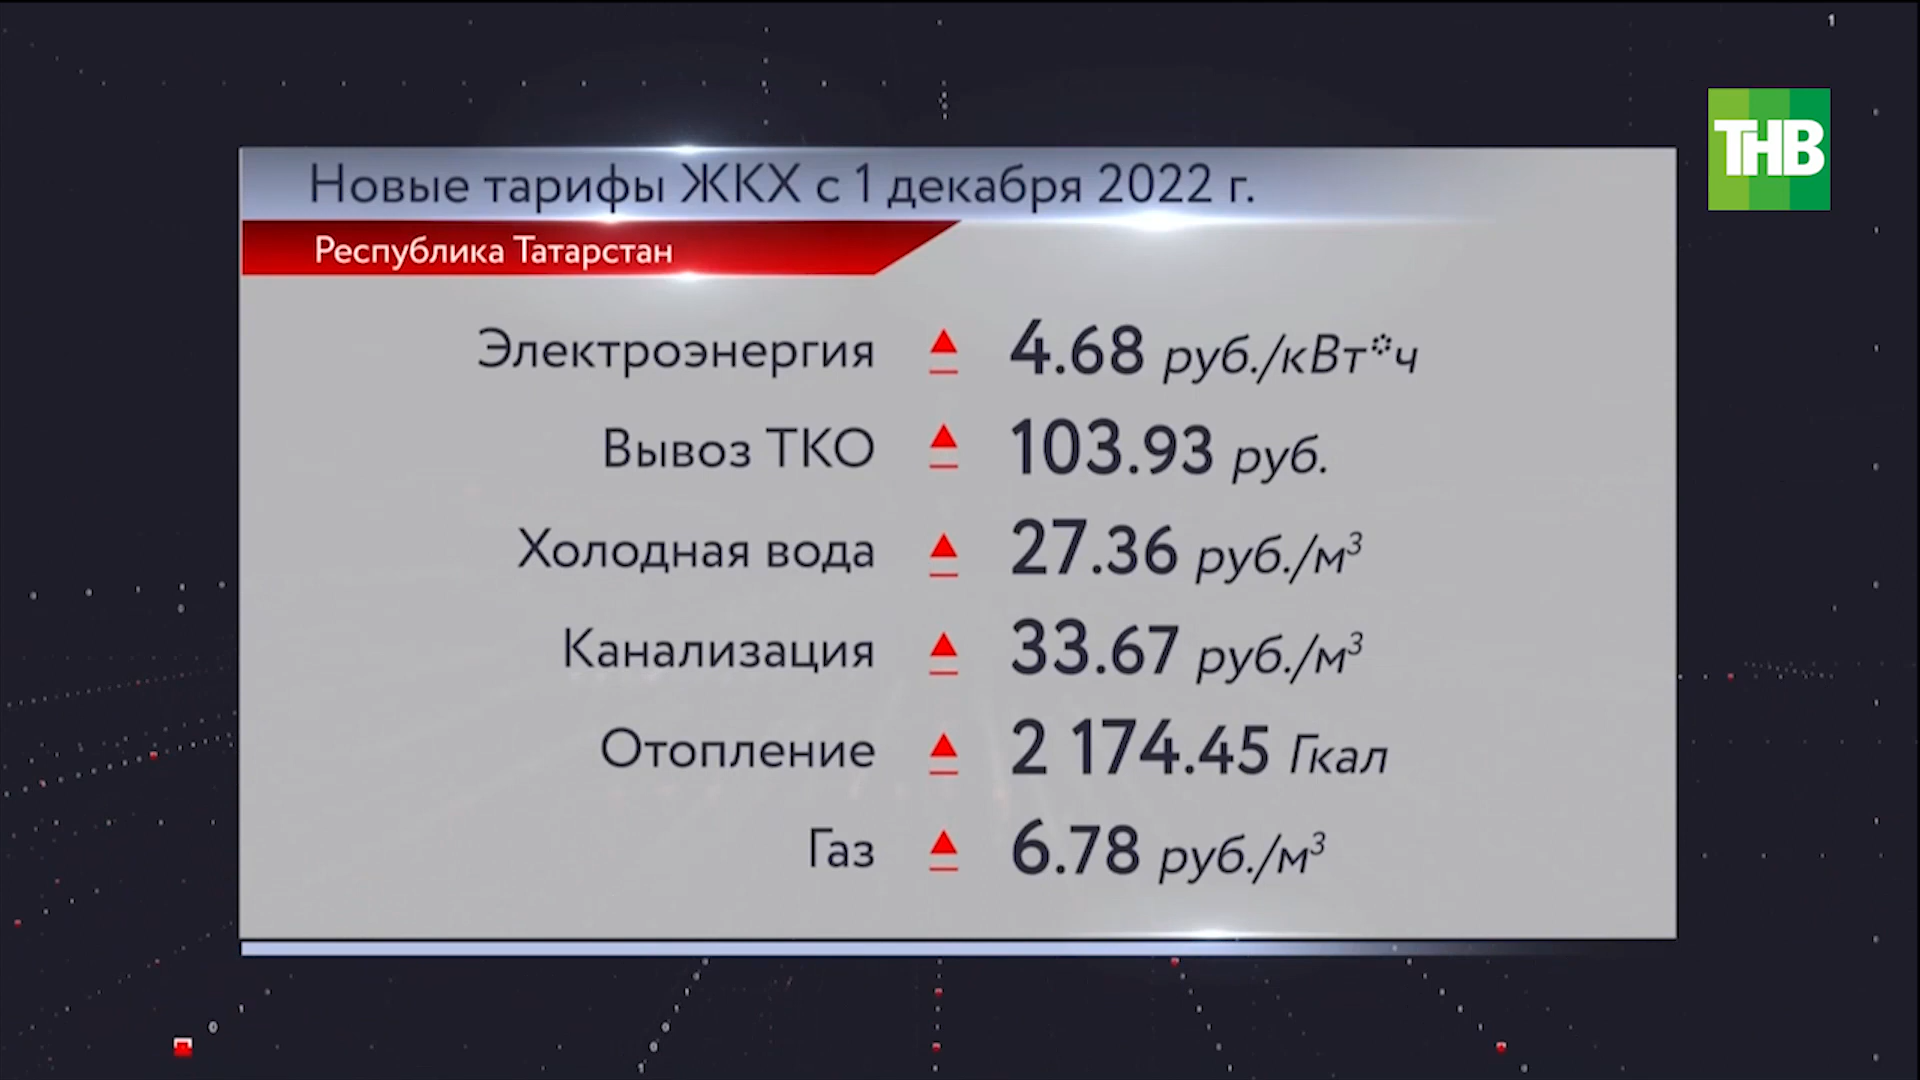 ТНВ
Новые тарифы ЖКХ с 1 декабря 2022 г.
Республика Татарстан
Электроэнергия 4.68 руб./кВт*ч
Вывоз ТКО 103.93 руб.
Холодная вода 27.36 руб./м³
Канализация 33.67 руб./м³
Отопление 2 174.45 Гкал
Газ 6.78 руб./м³